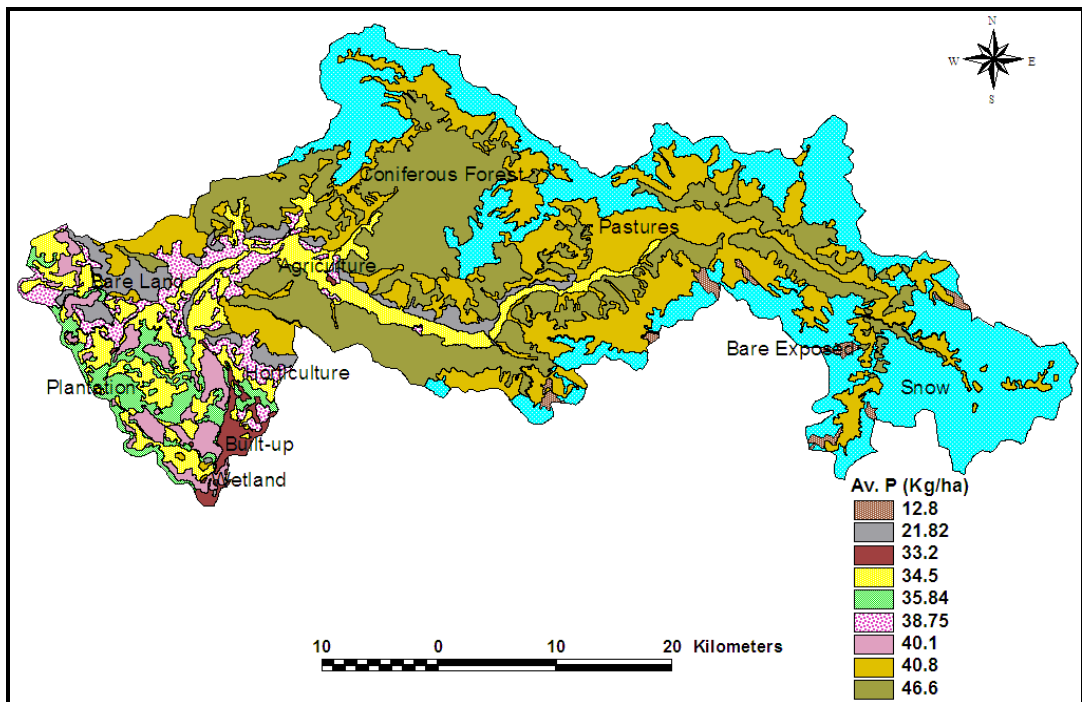 N
W E
S
Coniferous Forest
Pastures
Agriculture
Bare Land
Bare Exposed
Horticulture
Plantation
Snow
Built-up
Wetland
Av. P (Kg/ha)
12.8
21.82
33.2
34.5
35.84
38.75
40.1
40.8
46.6
10 0 10 20 Kilometers